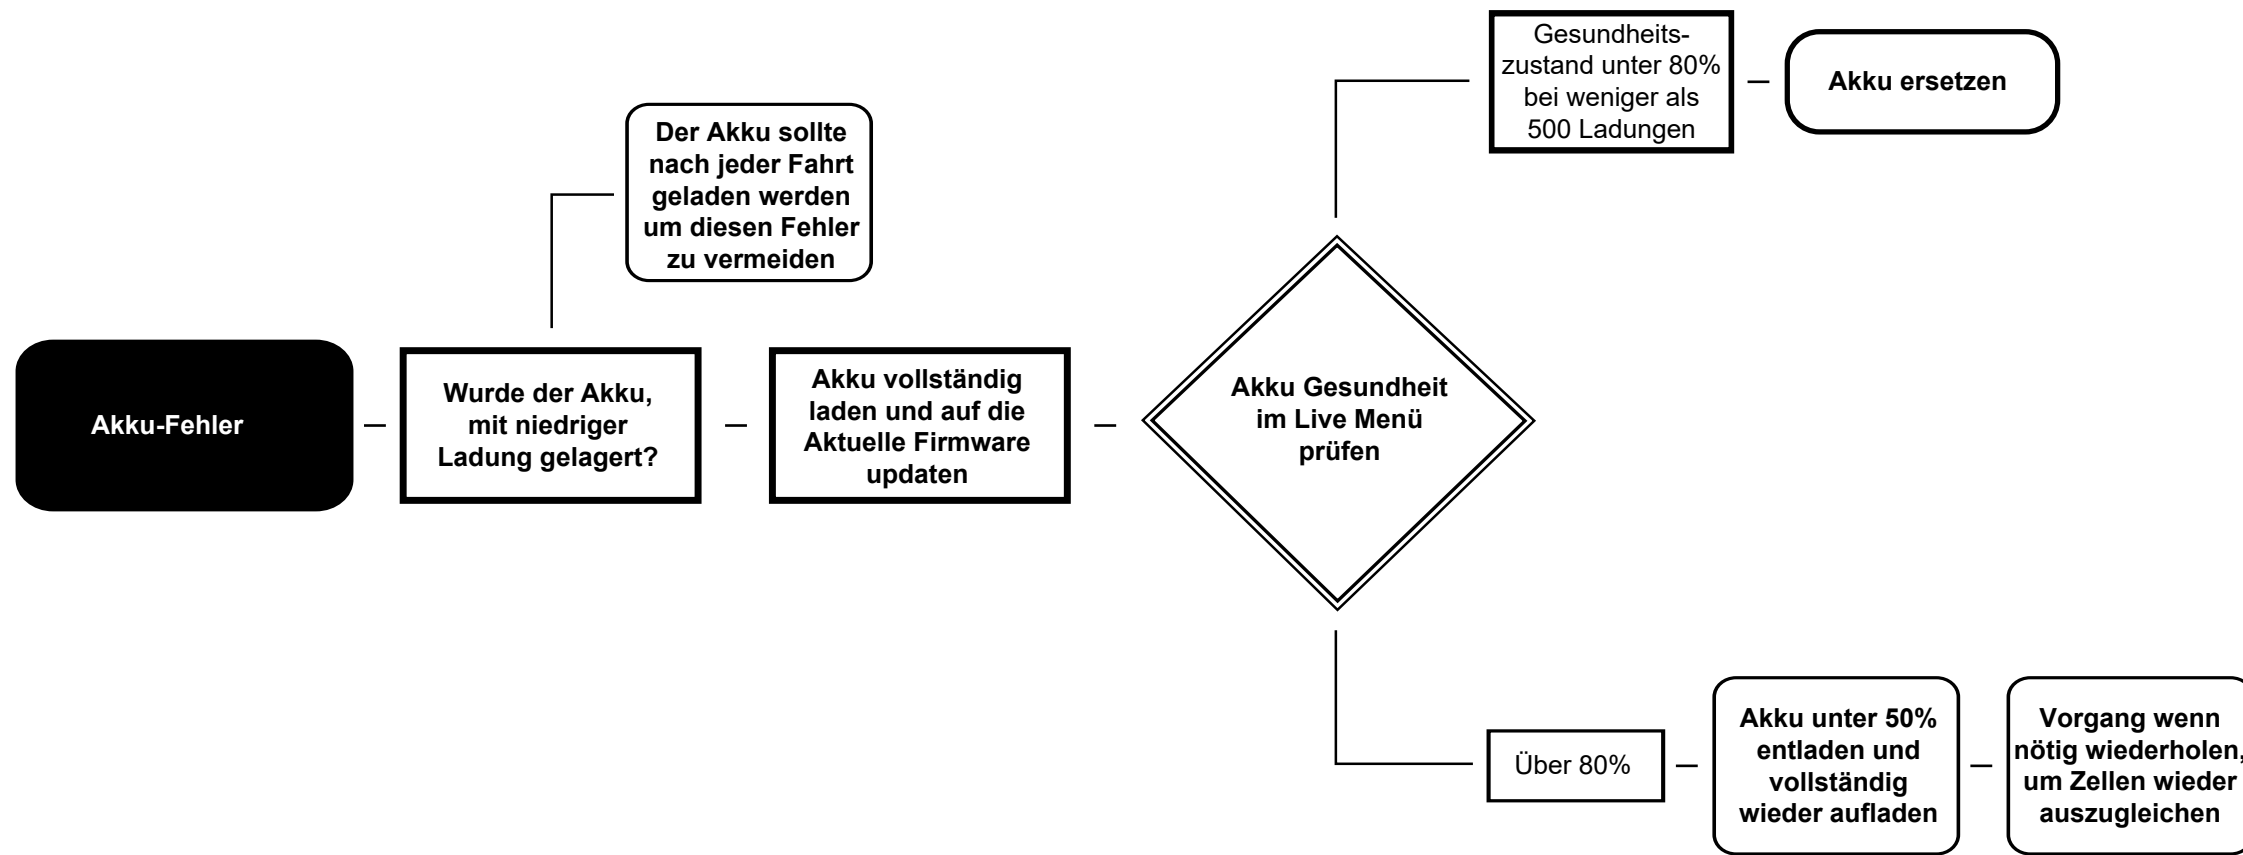 Akku-Fehler
Wurde der Akku,
mit niedriger
Ladung gelagert?
Der Akku sollte
nach jeder Fahrt
geladen werden
um diesen Fehler
zu vermeiden
Akku vollständig
laden und auf die
Aktuelle Firmware
updaten
Akku Gesundheit
im Live Menü
prüfen
Gesundheits-
zustand unter 80%
bei weniger als
500 Ladungen
Akku ersetzen
Über 80%
Akku unter 50%
entladen und
vollständig
wieder aufladen
Vorgang wenn
nötig wiederholen,
um Zellen wieder
auszugleichen